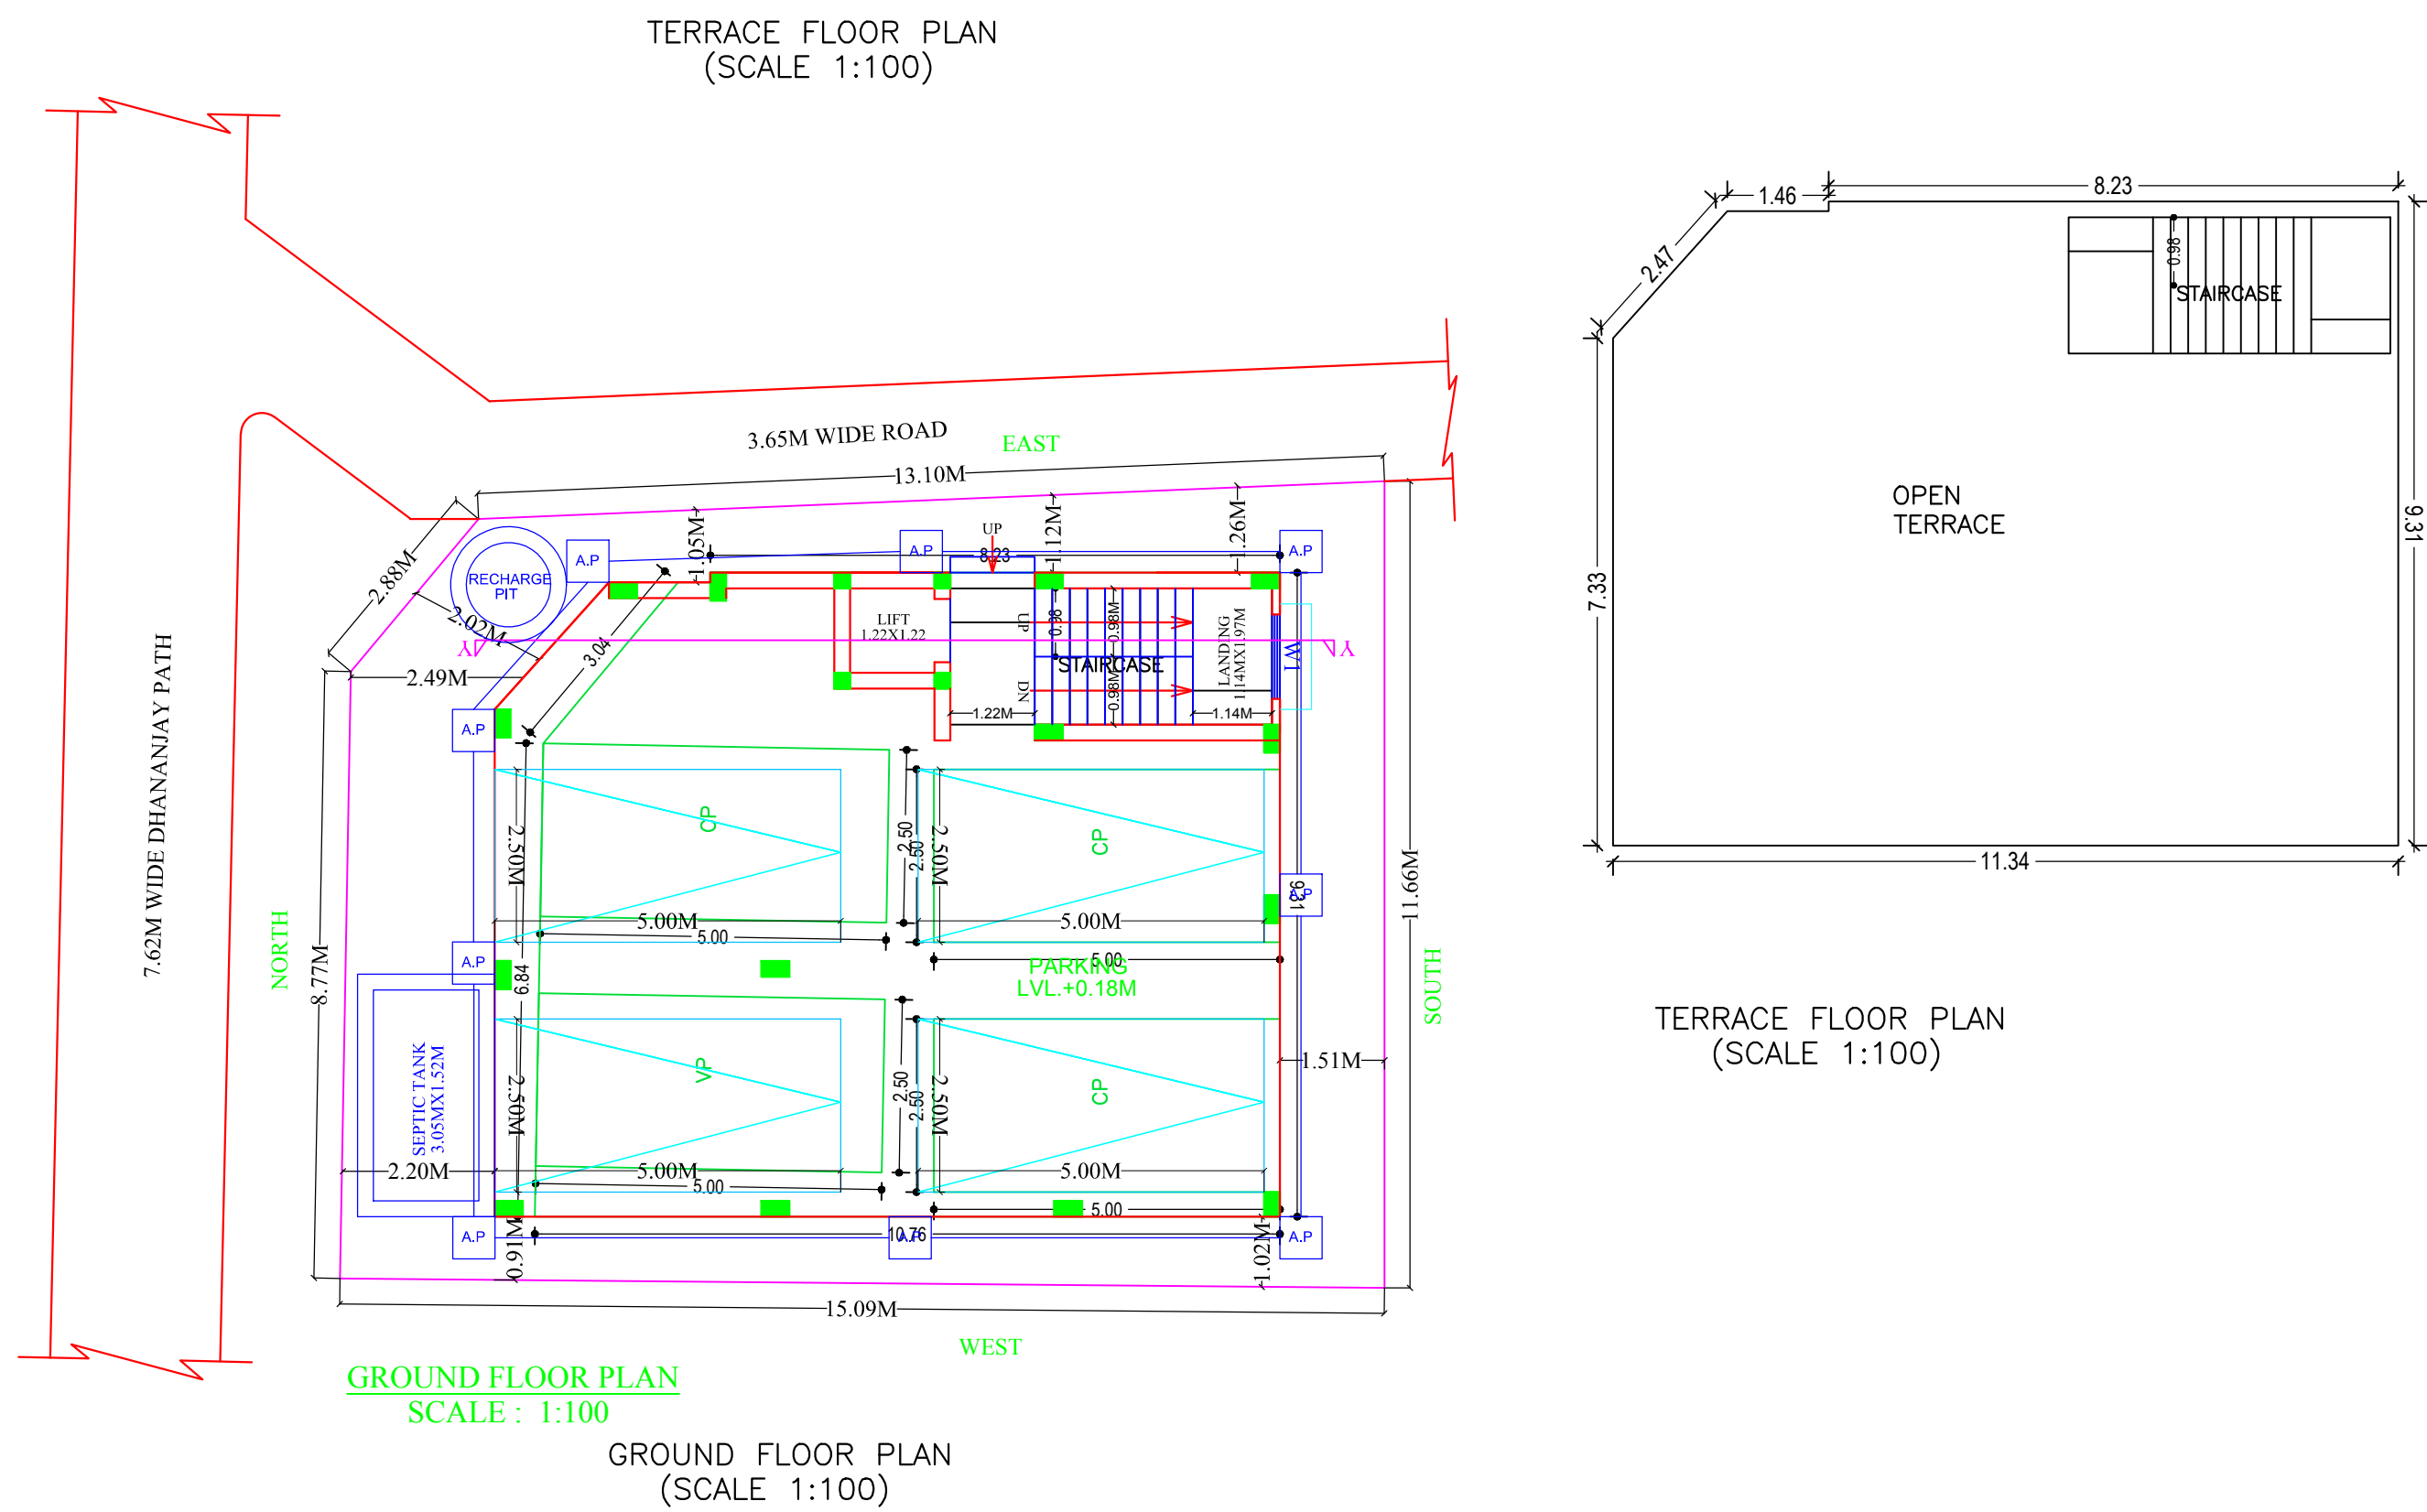 TERRACE FLOOR PLAN
(SCALE 1:100)
8.23
1.46
2.47
0.98
STAIRCASE
OPEN
TERRACE
7.33
9.31
11.34
TERRACE FLOOR PLAN
(SCALE 1:100)
3.65M WIDE ROAD
EAST
13.10M
2.88M
RECHARGE
PIT
A.P
A.P
A.P
UP
8.23
1.05M
1.12M
1.26M
2.02M
3.04
2.49M
Y
Y
LIFT
1.22X1.22
UP
DN
0.98
0.98M
0.98M
STAIRCASE
LANDING
1.14MX1.97M
W1
1.22M
1.14M
A.P
7.62M WIDE DHANANJAY PATH
NORTH
8.77M
CP
CP
2.50M
2.50
2.50
2.50M
5.00M
5.00
5.00M
5.00
A.P
9.31
11.66M
SOUTH
A.P
6.84
PARKING
LVL.+0.18M
SEPTIC TANK
3.05MX1.52M
VP
CP
2.50M
2.50
2.50
2.50M
1.51M
2.20M
5.00M
5.00
5.00M
5.00
A.P
0.91M
10.76
A.P
1.02M
A.P
15.09M
WEST
GROUND FLOOR PLAN
SCALE : 1:100
GROUND FLOOR PLAN
(SCALE 1:100)